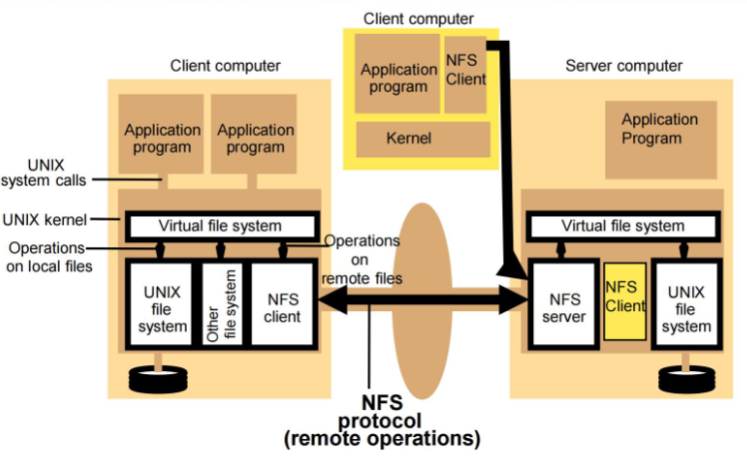 Client computer
Client computer
Server computer
Application
program
NFS
Client
Kernel
Application
program
Application
program
Application
Program
UNIX
system calls
UNIX kernel
Virtual file system
Virtual file system
Operations
on local files
Operations
on
remote files
UNIX
file
system
Other
file system
NFS
client
NFS
server
NFS
Client
UNIX
file
system
NFS
protocol
(remote operations)